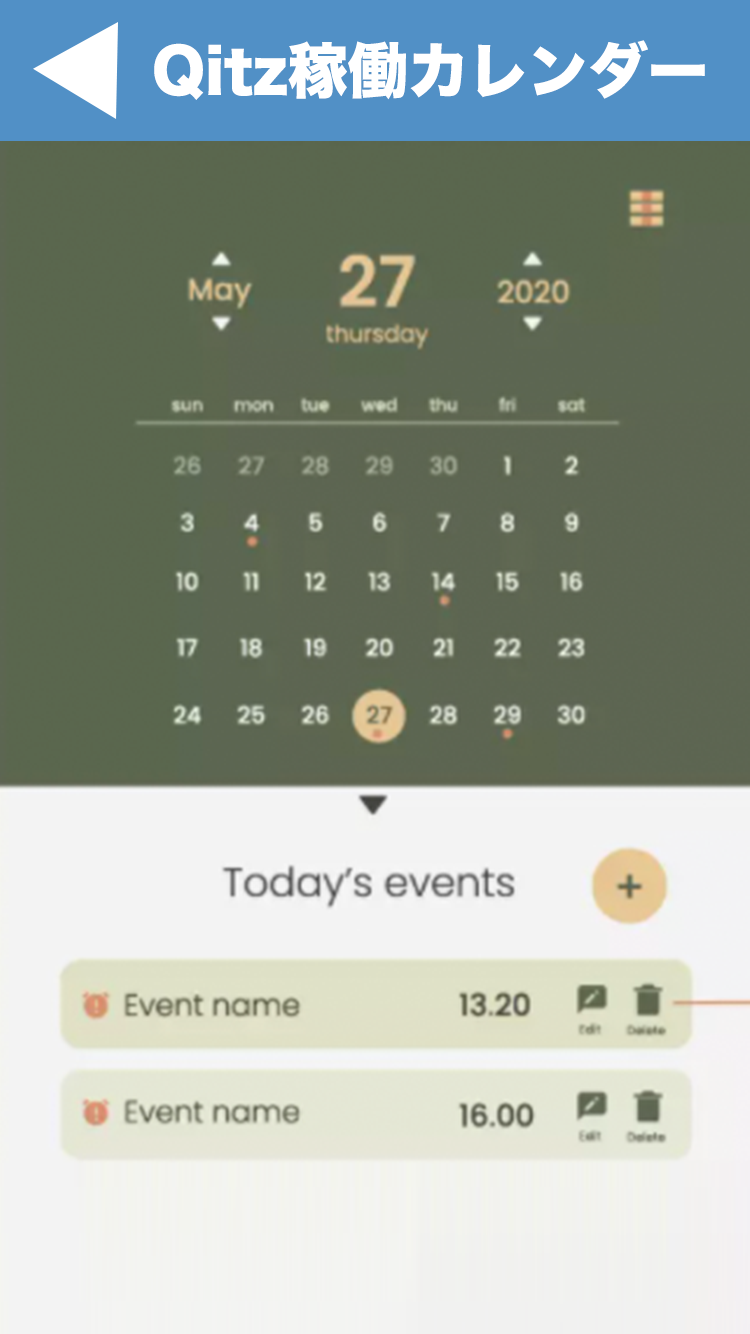 Qitz稼働カレンダー
May 27 2020
thursday
sun mon tue wed thu fri sat
26 27 28 29 30 1 2
3 4 5 6 7 8 9
10 11 12 13 14 15 16
17 18 19 20 21 22 23
24 25 26 27 28 29 30
Today's events
+
Event name 13.20
Edit Delete
Event name 16.00
Edit Delete